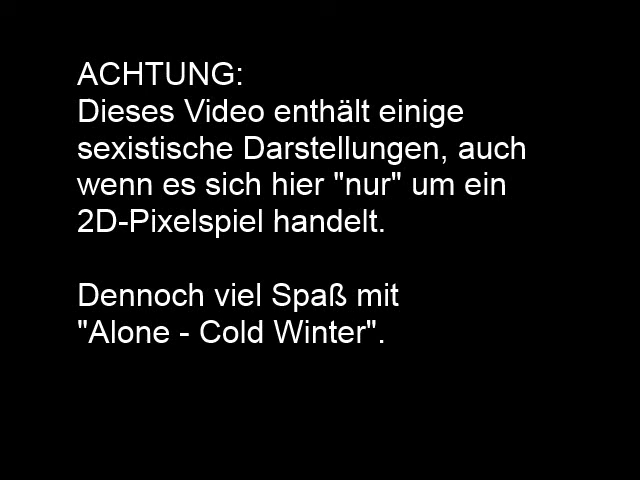 ACHTUNG:
Dieses Video enthält einige
sexistische Darstellungen, auch
wenn es sich hier "nur" um ein
2D-Pixelspiel handelt.
Dennoch viel Spaß mit
"Alone - Cold Winter".